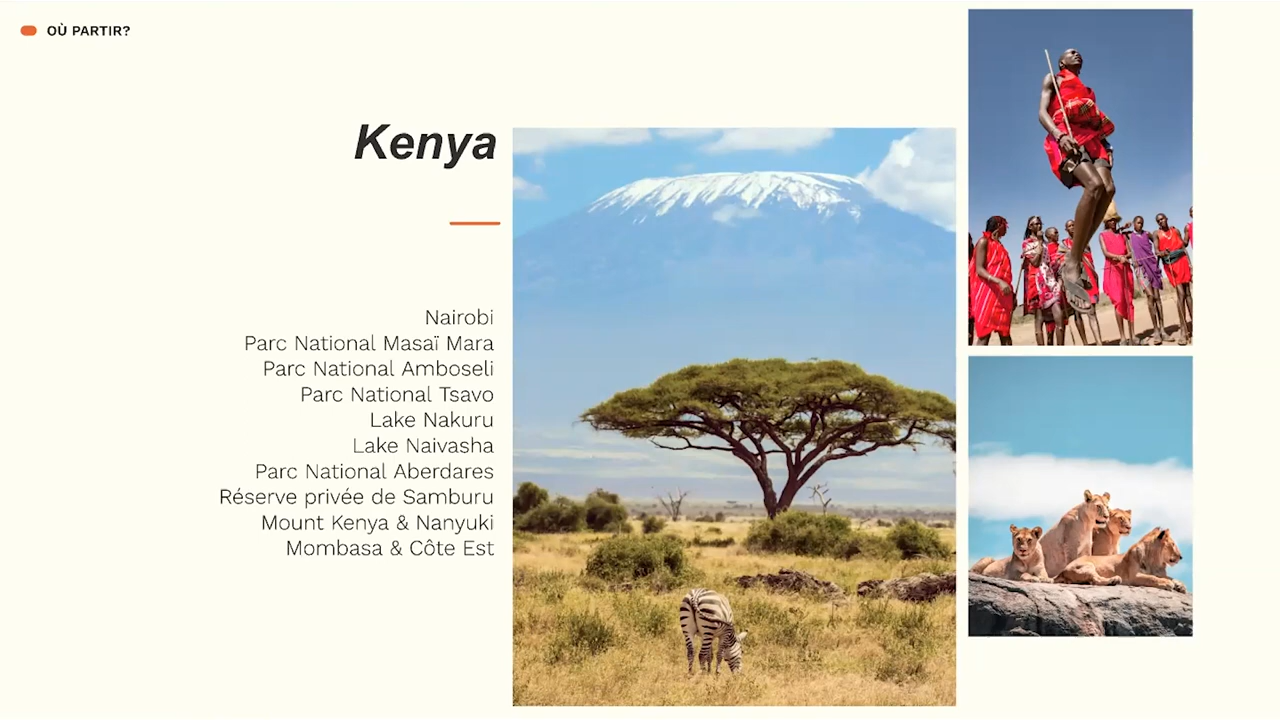 OÙ PARTIR?
Kenya
Nairobi
Parc National Masaï Mara
Parc National Amboseli
Parc National Tsavo
Lake Nakuru
Lake Naivasha
Parc National Aberdares
Réserve privée de Samburu
Mount Kenya & Nanyuki
Mombasa & Côte Est